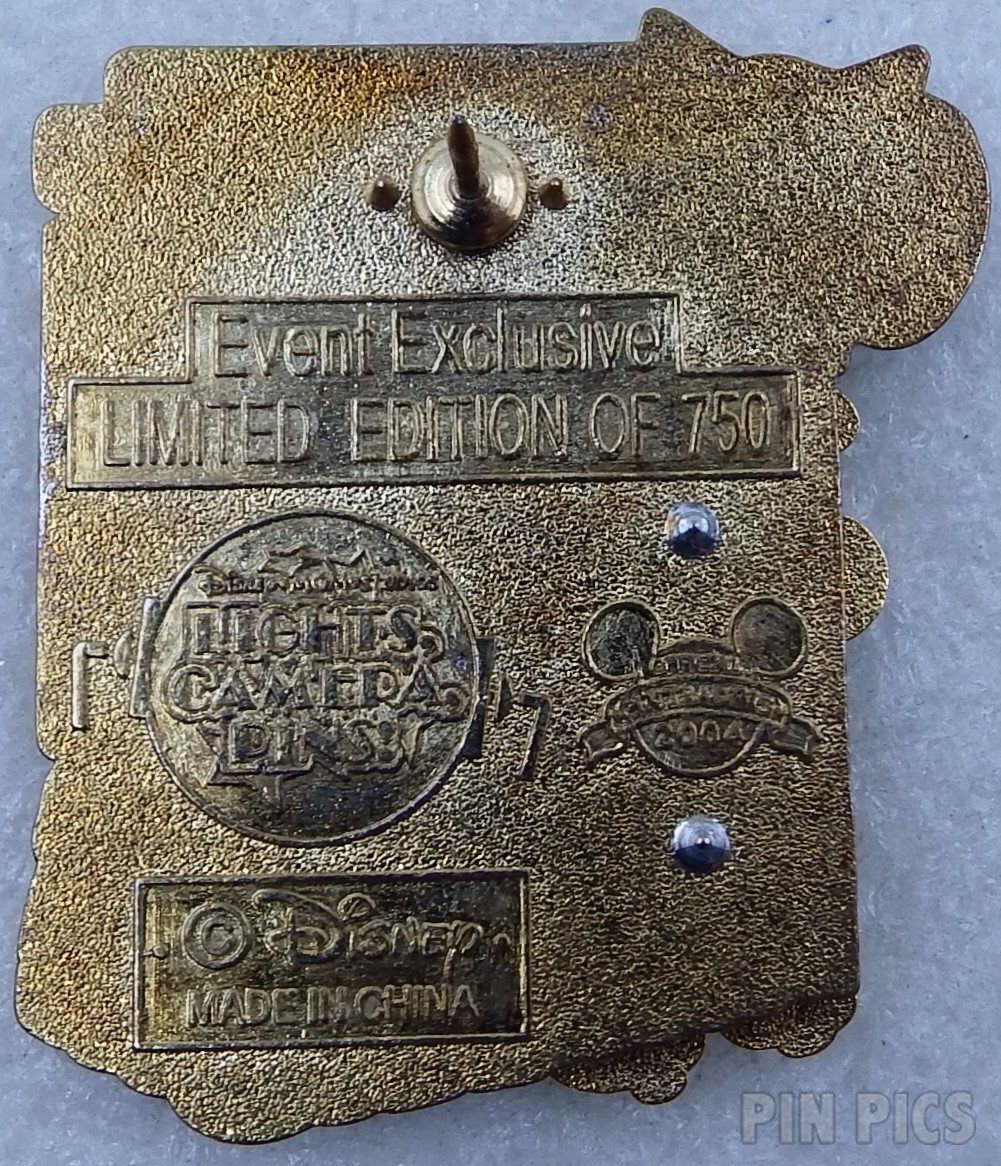 Event Exclusive
LIMITED EDITION OF 750
LIGHTS
CAMERA
PINS
2004
© Disney
MADE IN CHINA
PIN PICS